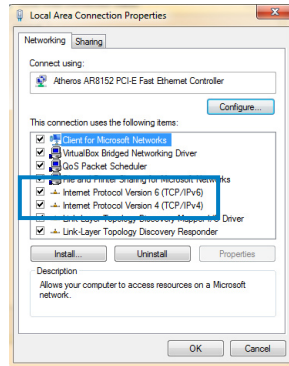 Local Area Connection Properties
Networking
Sharing
Connect using:
Atheros AR8152 PCI-E Fast Ethernet Controller
Configure...
This connection uses the following items:
Client for Microsoft Networks
VirtualBox Bridged Networking Driver
QoS Packet Scheduler
File and Printer Sharing for Microsoft Networks
Internet Protocol Version 6 (TCP/IPv6)
Internet Protocol Version 4 (TCP/IPv4)
Link-Layer Topology Discovery Mapper I/O Driver
Link-Layer Topology Discovery Responder
Install...
Uninstall
Properties
Description
Allows your computer to access resources on a Microsoft
network.
OK
Cancel